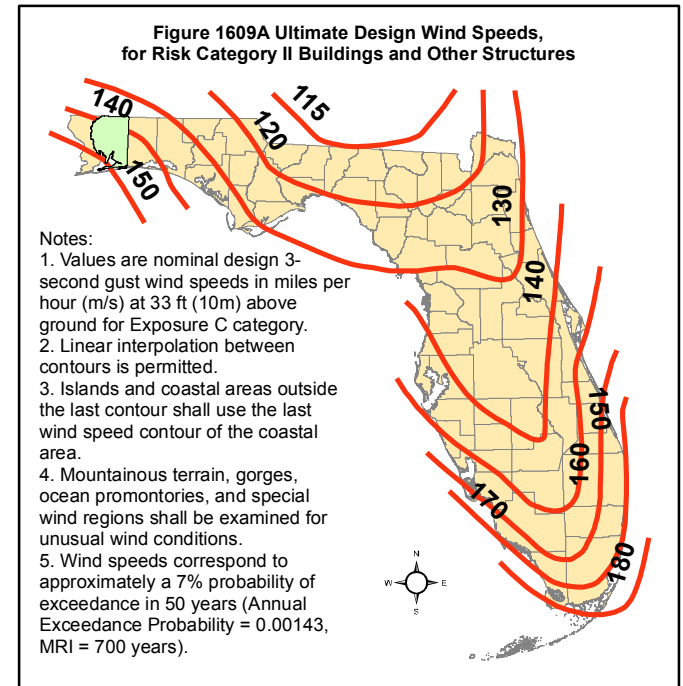 Figure 1609A Ultimate Design Wind Speeds,
for Risk Category II Buildings and Other Structures
140
115
120
150
130
140
150
160
170
180
Notes:
1. Values are nominal design 3-
second gust wind speeds in miles per
hour (m/s) at 33 ft (10m) above
ground for Exposure C category.
2. Linear interpolation between
contours is permitted.
3. Islands and coastal areas outside
the last contour shall use the last
wind speed contour of the coastal
area.
4. Mountainous terrain, gorges,
ocean promontories, and special
wind regions shall be examined for
unusual wind conditions.
5. Wind speeds correspond to
approximately a 7% probability of
exceedance in 50 years (Annual
Exceedance Probability = 0.00143,
MRI = 700 years).
N
W E
S